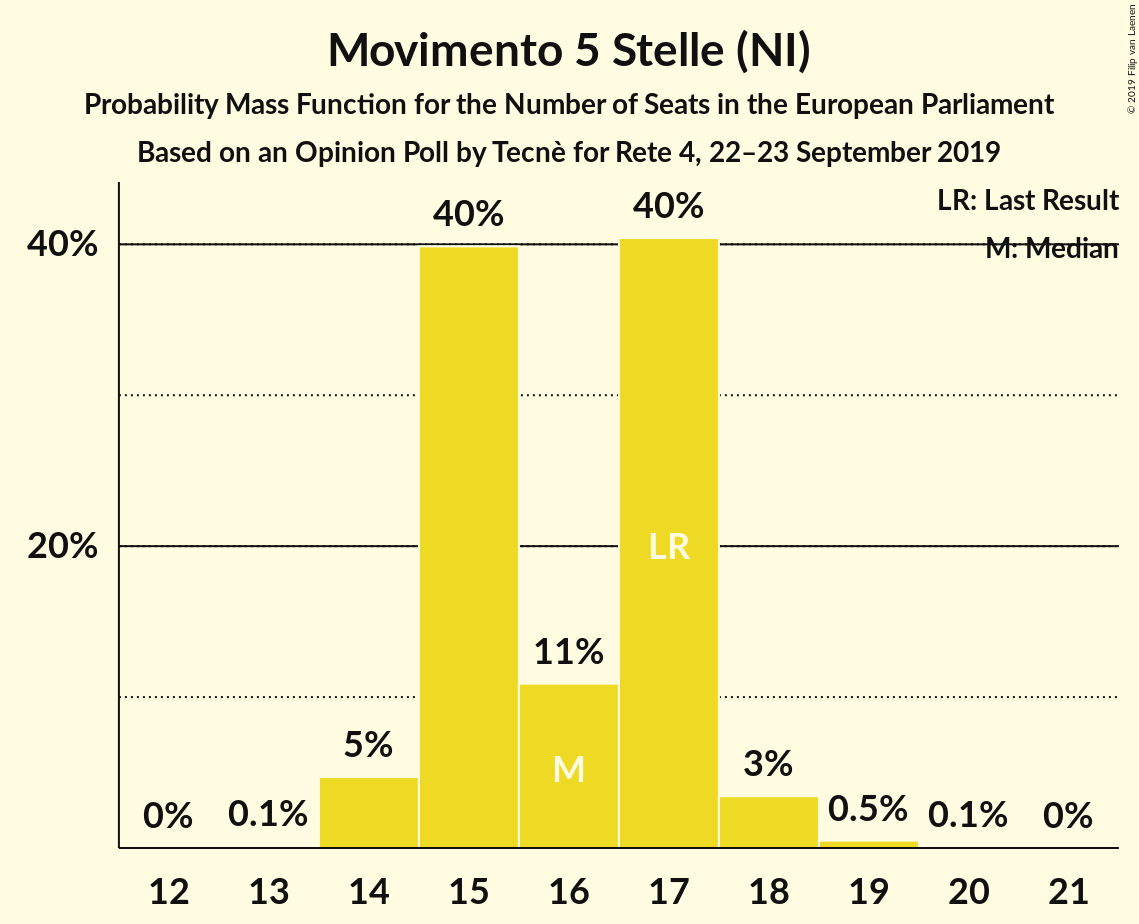 Movimento 5 Stelle (NI)
Probability Mass Function for the Number of Seats in the European Parliament
Based on an Opinion Poll by Tecnè for Rete 4, 22–23 September 2019
© 2019 Filip van Laenen
LR: Last Result
M: Median
40%
20%
0%
0.1%
5%
40%
11%
40%
3%
0.5%
0.1%
0%
LR
M
12 13 14 15 16 17 18 19 20 21